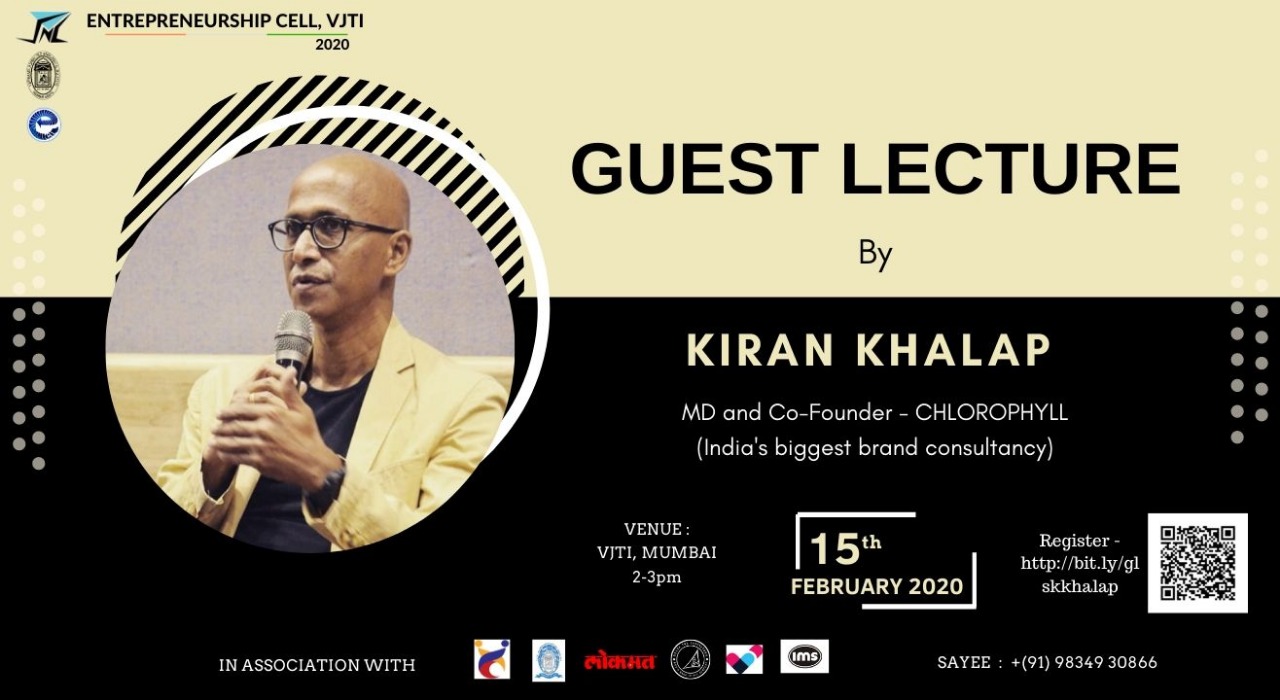 ENTREPRENEURSHIP CELL, VJTI
2020
GUEST LECTURE
By
KIRAN KHALAP
MD and Co-Founder - CHLOROPHYLL
(India's biggest brand consultancy)
VENUE :
VJTI, MUMBAI
2-3pm
15th
FEBRUARY 2020
Register -
http://bit.ly/gl
skkhalap
IN ASSOCIATION WITH
लोकमत
ims
SAYEE : +(91) 98349 30866